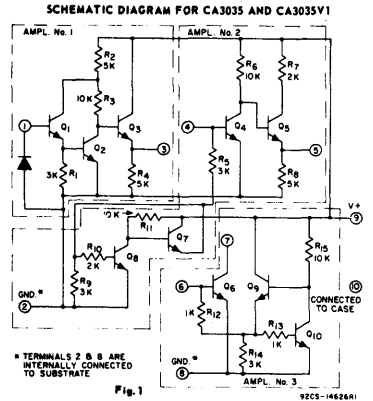 SCHEMATIC DIAGRAM FOR CA3035 AND CA3035V1
AMPL. No. 1
AMPL. No. 2
R2
5K
10K
R3
R6
10K
R7
2K
1
Q1
Q2
Q3
3
4
Q4
Q5
5
3K
R1
R4
5K
R5
3K
R8
5K
10K
R11
V+
9
Q7
Q8
R10
2K
R9
3K
7
R15
10K
GND.*
2
6
Q6
Q9
10
CONNECTED
TO CASE
1K
R12
R13
1K
Q10
R14
3K
* TERMINALS 2 & 8 ARE
INTERNALLY CONNECTED
TO SUBSTRATE
GND.*
8
AMPL. No. 3
Fig. 1
92CS-14626R1